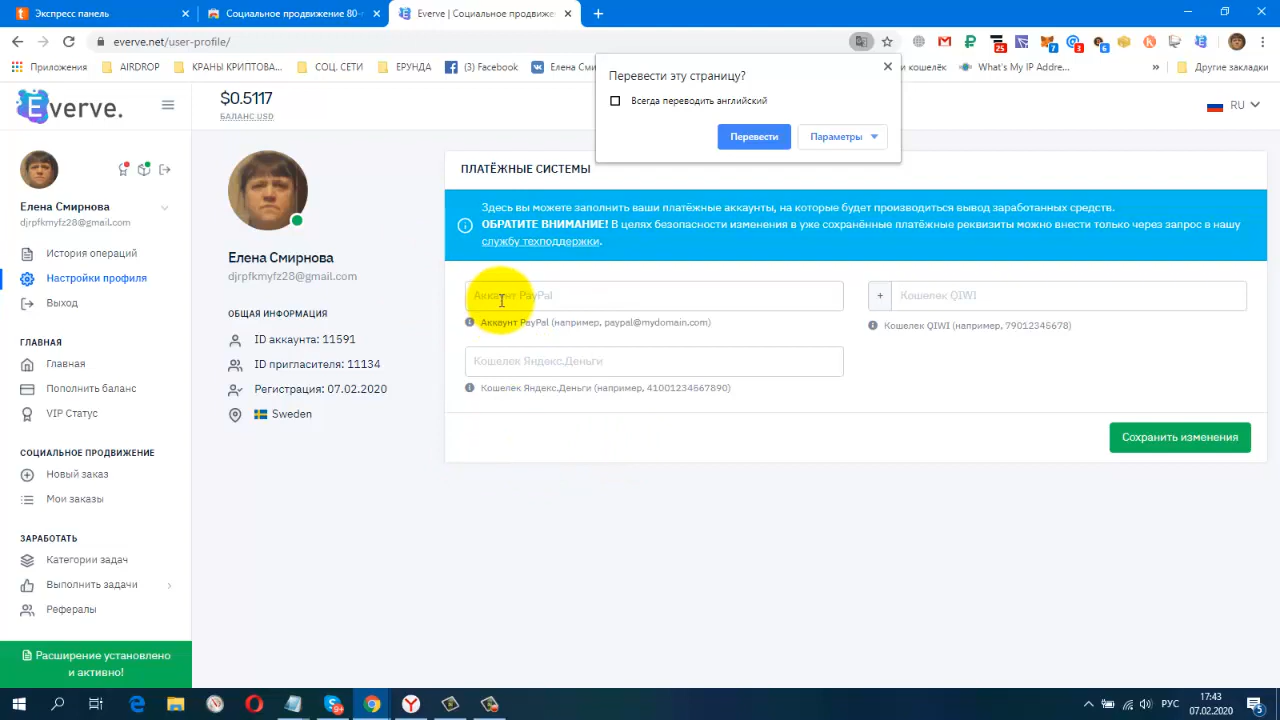 Экспресс панель
Социальное продвижение 80-
Everve | Социальное продвиже
everve.net/user-profile/
25
7
3
6
Приложения
AIRDROP
КРАНЫ КРИПТОВА...
СОЦ. СЕТИ
ЕРУНДА
(3) Facebook
Елена Сми
кошелёк
What's My IP Addre...
»
Другие закладки
Перевести эту страницу?
Всегда переводить английский
Перевести
Параметры
Everve.
$0.5117
БАЛАНС USD
RU
Елена Смирнова
djrpfkmyfz28@gmail.com
История операций
Настройки профиля
Выход
ГЛАВНАЯ
Главная
Пополнить баланс
VIP Статус
СОЦИАЛЬНОЕ ПРОДВИЖЕНИЕ
Новый заказ
Мои заказы
ЗАРАБОТАТЬ
Категории задач
Выполнить задачи
Рефералы
Расширение установлено
и активно!
Елена Смирнова
djrpfkmyfz28@gmail.com
ОБЩАЯ ИНФОРМАЦИЯ
ID аккаунта: 11591
ID пригласителя: 11134
Регистрация: 07.02.2020
Sweden
ПЛАТЁЖНЫЕ СИСТЕМЫ
Здесь вы можете заполнить ваши платёжные аккаунты, на которые будет производиться вывод заработанных средств.
ОБРАТИТЕ ВНИМАНИЕ! В целях безопасности изменения в уже сохранённые платёжные реквизиты можно внести только через запрос в нашу
службу техподдержки.
Аккаунт PayPal
Аккаунт PayPal (например, paypal@mydomain.com)
+ Кошелек QIWI
Кошелек QIWI (например, 79012345678)
Кошелек Яндекс.Деньги
Кошелёк Яндекс.Деньги (например, 41001234567890)
Сохранить изменения
РУС
17:43
07.02.2020
5